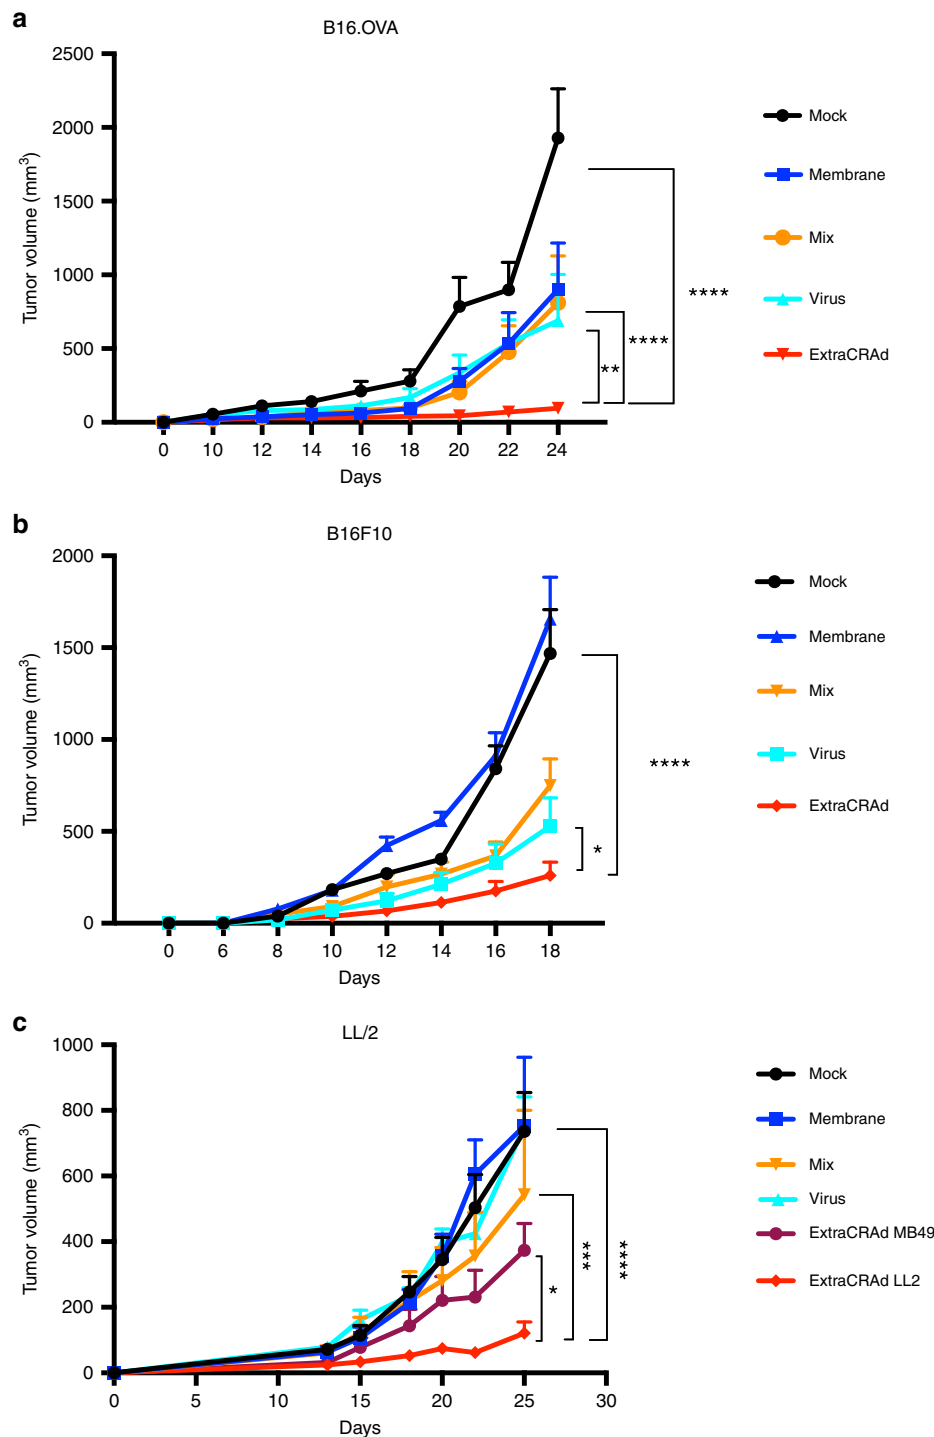 a
B16.OVA
2500
2000
1500
1000
500
0
Tumor volume (mm³)
0 10 12 14 16 18 20 22 24
Days
****
****
**
Mock
Membrane
Mix
Virus
ExtraCRAd
b
B16F10
2000
1500
1000
500
0
Tumor volume (mm³)
0 6 8 10 12 14 16 18
Days
****
*
Mock
Membrane
Mix
Virus
ExtraCRAd
c
LL/2
1000
800
600
400
200
0
Tumor volume (mm³)
0 5 10 15 20 25 30
Days
*
***
****
Mock
Membrane
Mix
Virus
ExtraCRAd MB49
ExtraCRAd LL2